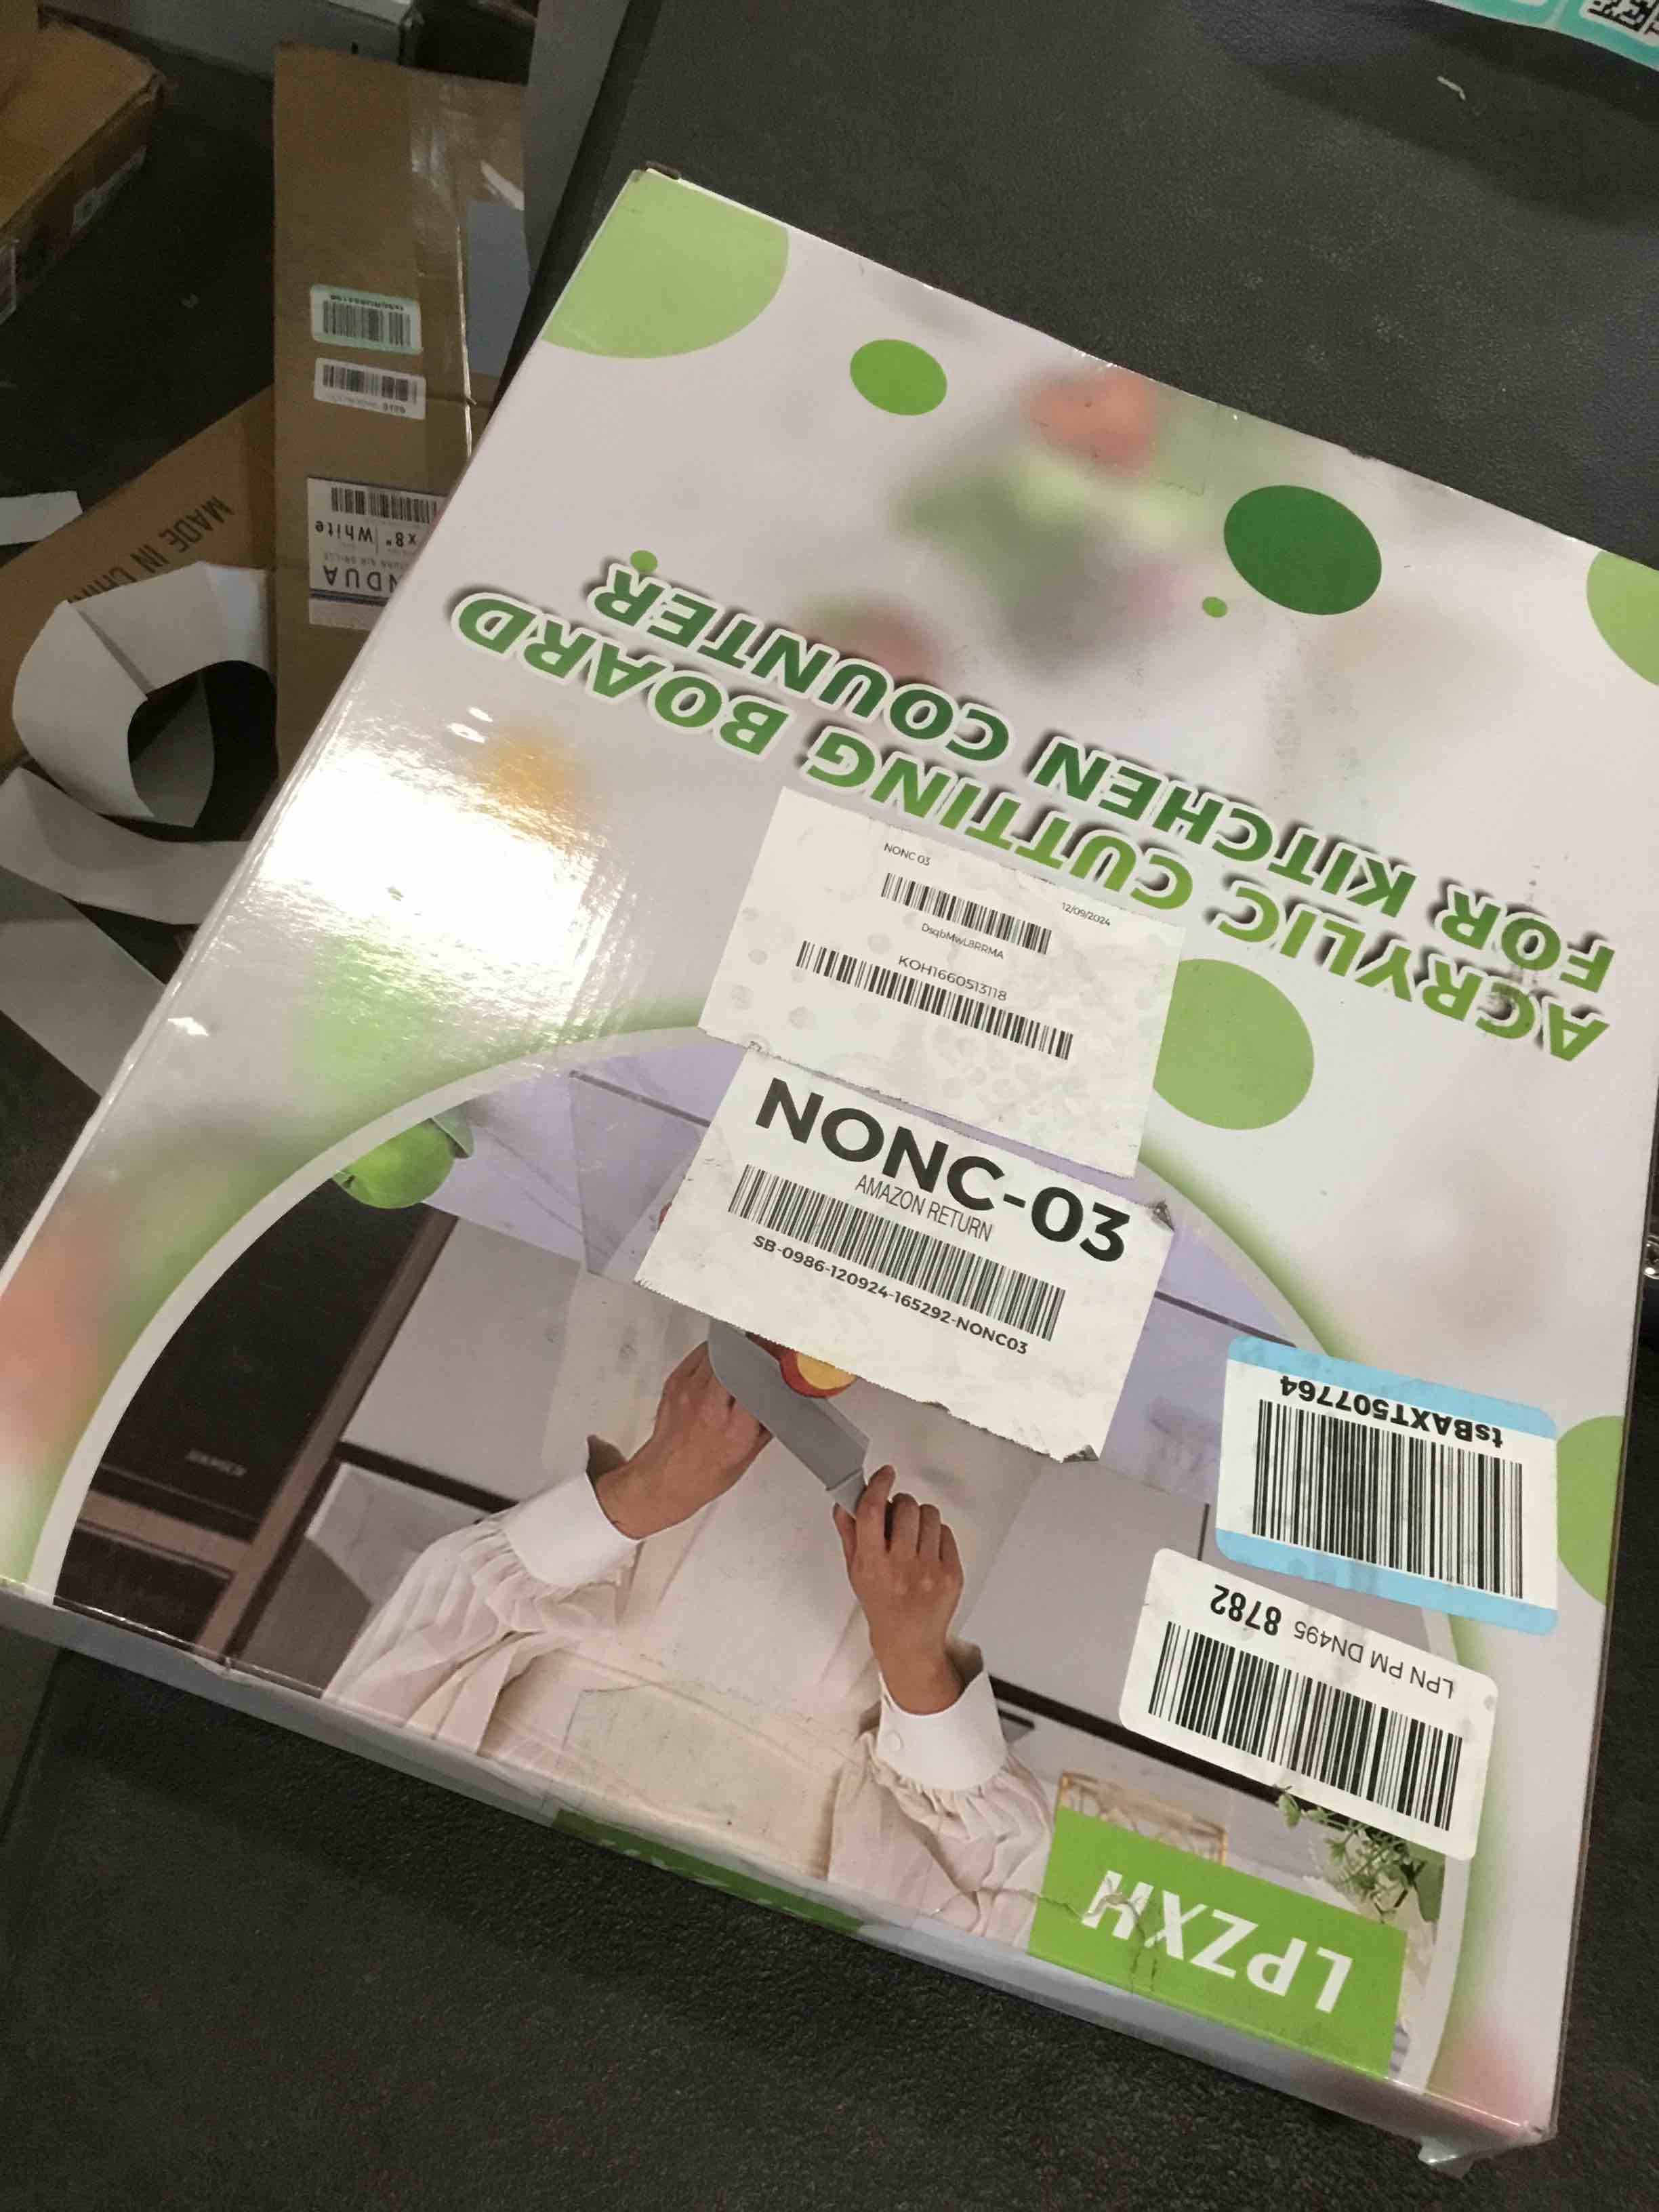 ACRYLIC CUTTING BOARD
FOR KITCHEN COUNTER
NONC 03
12/09/2024
DsqbMwL8RRMA
KOH1660513118
NONC-03
AMAZON RETURN
SB-0986-120924-165292-NONC03
tsBAXT507764
LPN PM DN495 8782
LPZXH
MADE IN
x8" White